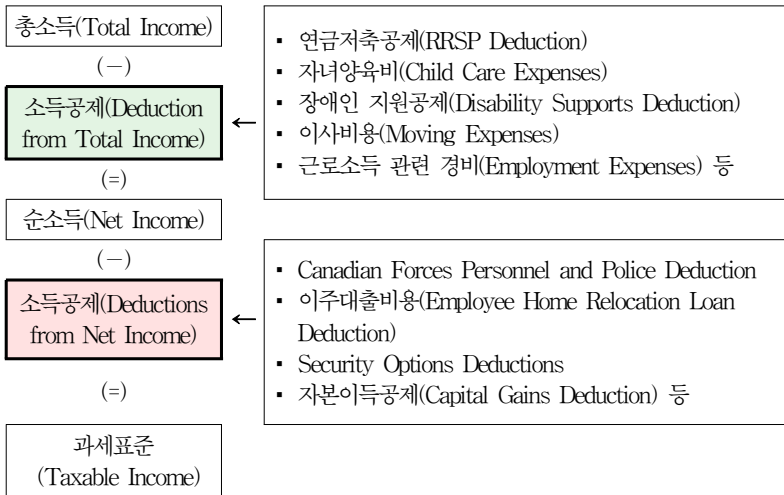 총소득(Total Income)
(－)
소득공제(Deduction
from Total Income)
(=)
순소득(Net Income)
(－)
소득공제(Deductions
from Net Income)
(=)
과세표준
(Taxable Income)
←
▪ 연금저축공제(RRSP Deduction)
▪ 자녀양육비(Child Care Expenses)
▪ 장애인 지원공제(Disability Supports Deduction)
▪ 이사비용(Moving Expenses)
▪ 근로소득 관련 경비(Employment Expenses) 등
←
▪ Canadian Forces Personnel and Police Deduction
▪ 이주대출비용(Employee Home Relocation Loan
Deduction)
▪ Security Options Deductions
▪ 자본이득공제(Capital Gains Deduction) 등